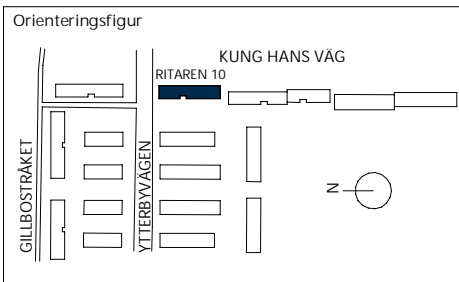 Orienteringsfigur
KUNG HANS VÄG
RITAREN 10
GILLBOSTRÅKET
YTTERBYVÄGEN
N